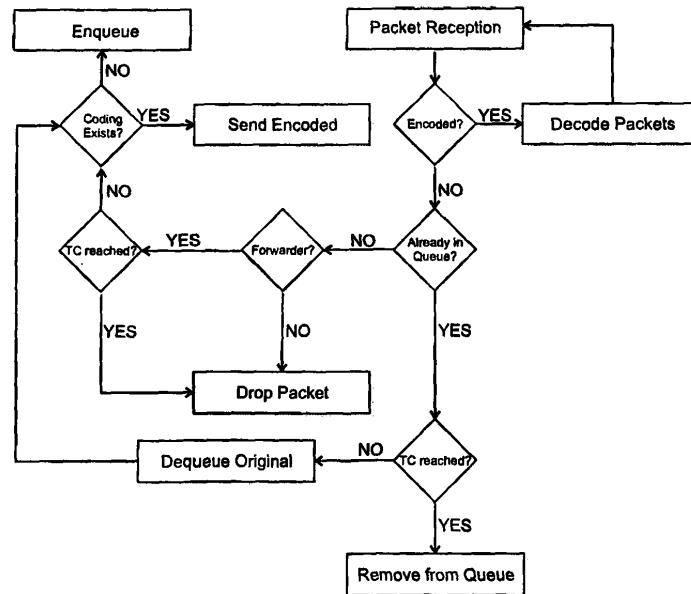 Enqueue
Packet Reception
NO
Coding
Exists?
YES
Send Encoded
Encoded?
YES
Decode Packets
NO
NO
TC reached?
YES
Forwarder?
NO
Already in
Queue?
YES
NO
YES
Drop Packet
Dequeue Original
NO
TC reached?
YES
Remove from Queue